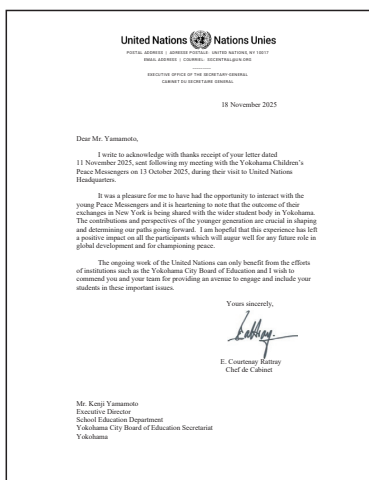 United Nations Nations Unies
POSTAL ADDRESS | ADRESSE POSTALE: UNITED NATIONS, NY 10017
EMAIL ADDRESS | COURRIEL: SGCENTRAL@UN.ORG
EXECUTIVE OFFICE OF THE SECRETARY-GENERAL
CABINET DU SECRETAIRE GENERAL
18 November 2025
Dear Mr. Yamamoto,
I write to acknowledge with thanks receipt of your letter dated
11 November 2025, sent following my meeting with the Yokohama Children's
Peace Messengers on 13 October 2025, during their visit to United Nations
Headquarters.
It was a pleasure for me to have had the opportunity to interact with the
young Peace Messengers and it is heartening to note that the outcome of their
exchanges in New York is being shared with the wider student body in Yokohama.
The contributions and perspectives of the younger generation are crucial in shaping
and determining our paths going forward. I am hopeful that this experience has left
a positive impact on all the participants which will augur well for any future role in
global development and for championing peace.
The ongoing work of the United Nations can only benefit from the efforts
of institutions such as the Yokohama City Board of Education and I wish to
commend you and your team for providing an avenue to engage and include your
students in these important issues.
Yours sincerely,
E. Courtenay Rattray
Chef de Cabinet
Mr. Kenji Yamamoto
Executive Director
School Education Department
Yokohama City Board of Education Secretariat
Yokohama